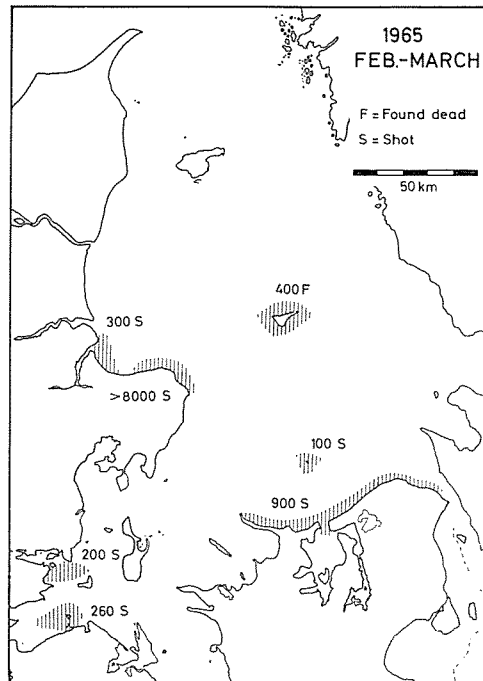 1965
FEB.-MARCH
F = Found dead
S = Shot
50 km
400 F
300 S
>8000 S
100 S
900 S
200 S
260 S